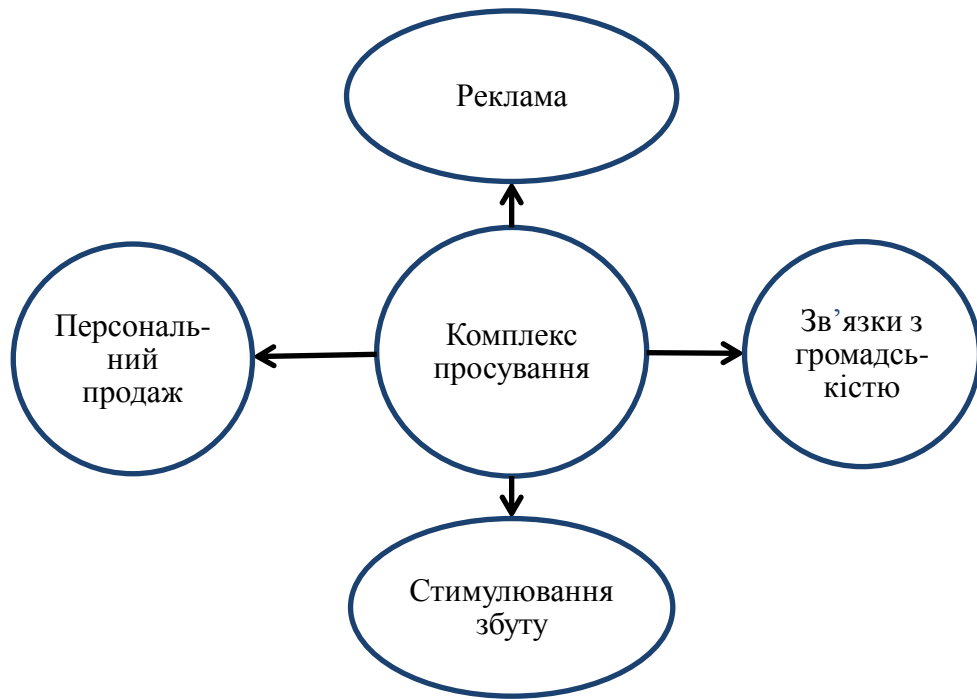 Реклама
Персональ-
ний
продаж
Комплекс
просування
Зв’язки з
громадсь-
кістю
Стимулювання
збуту